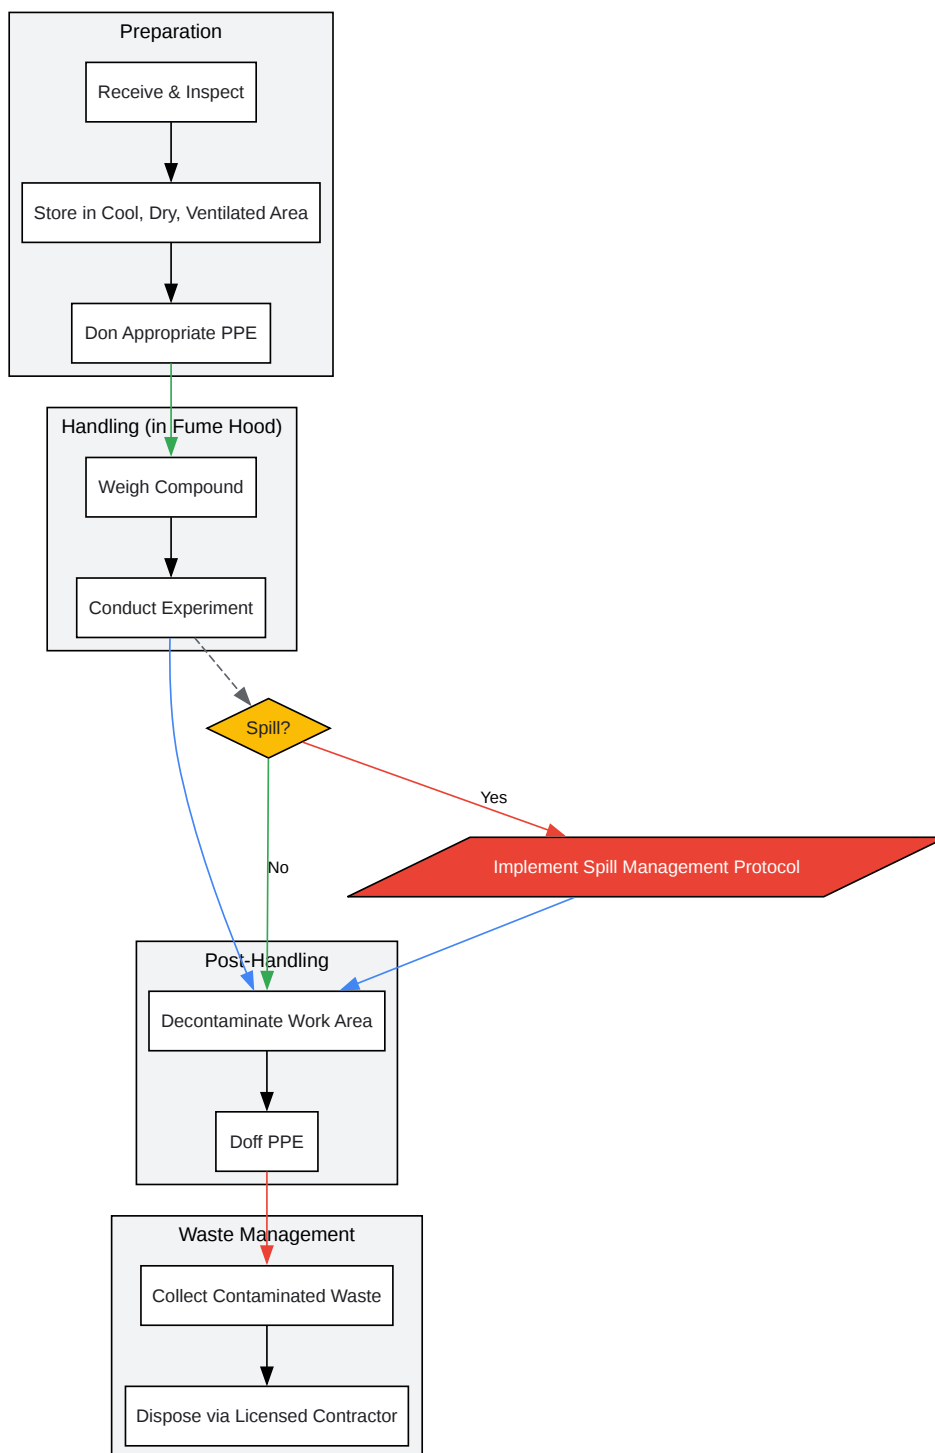 Preparation
Receive & Inspect
Store in Cool, Dry, Ventilated Area
Don Appropriate PPE
Handling (in Fume Hood)
Weigh Compound
Conduct Experiment
Spill?
Yes
Implement Spill Management Protocol
No
Post-Handling
Decontaminate Work Area
Doff PPE
Waste Management
Collect Contaminated Waste
Dispose via Licensed Contractor